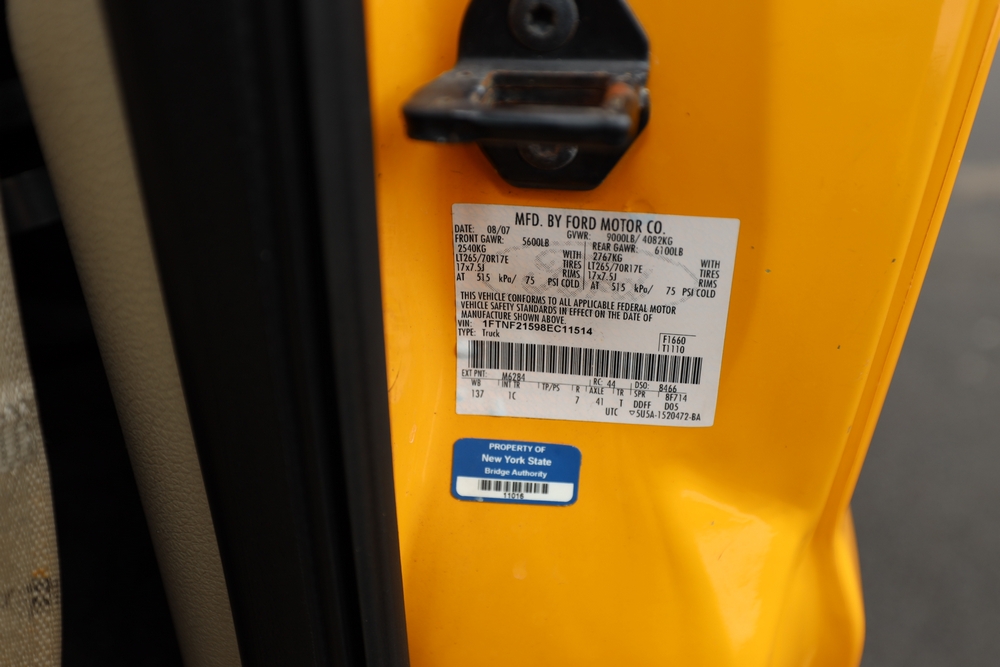 MFD. BY FORD MOTOR CO.
DATE: 08/07 GVWR: 9000LB/ 4082KG
FRONT GAWR: 5600LB REAR GAWR: 6100LB
2540KG WITH 2767KG WITH
LT265/70R17E TIRES LT265/70R17E TIRES
17x7.5J RIMS 17x7.5J RIMS
AT 515 kPa/ 75 PSI COLD AT 515 kPa/ 75 PSI COLD
THIS VEHICLE CONFORMS TO ALL APPLICABLE FEDERAL MOTOR
VEHICLE SAFETY STANDARDS IN EFFECT ON THE DATE OF
MANUFACTURE SHOWN ABOVE.
VIN: 1FTNF21598EC11514
TYPE: Truck F1660
T1110
EXT PNT: M6284 RC: 44 DSO: 8466
WB INT TR TP/PS R AXLE TR SPR 8F714
137 1C 7 41 T DDFF D05
UTC ▽5U5A-1520472-BA
PROPERTY OF
New York State
Bridge Authority
11016